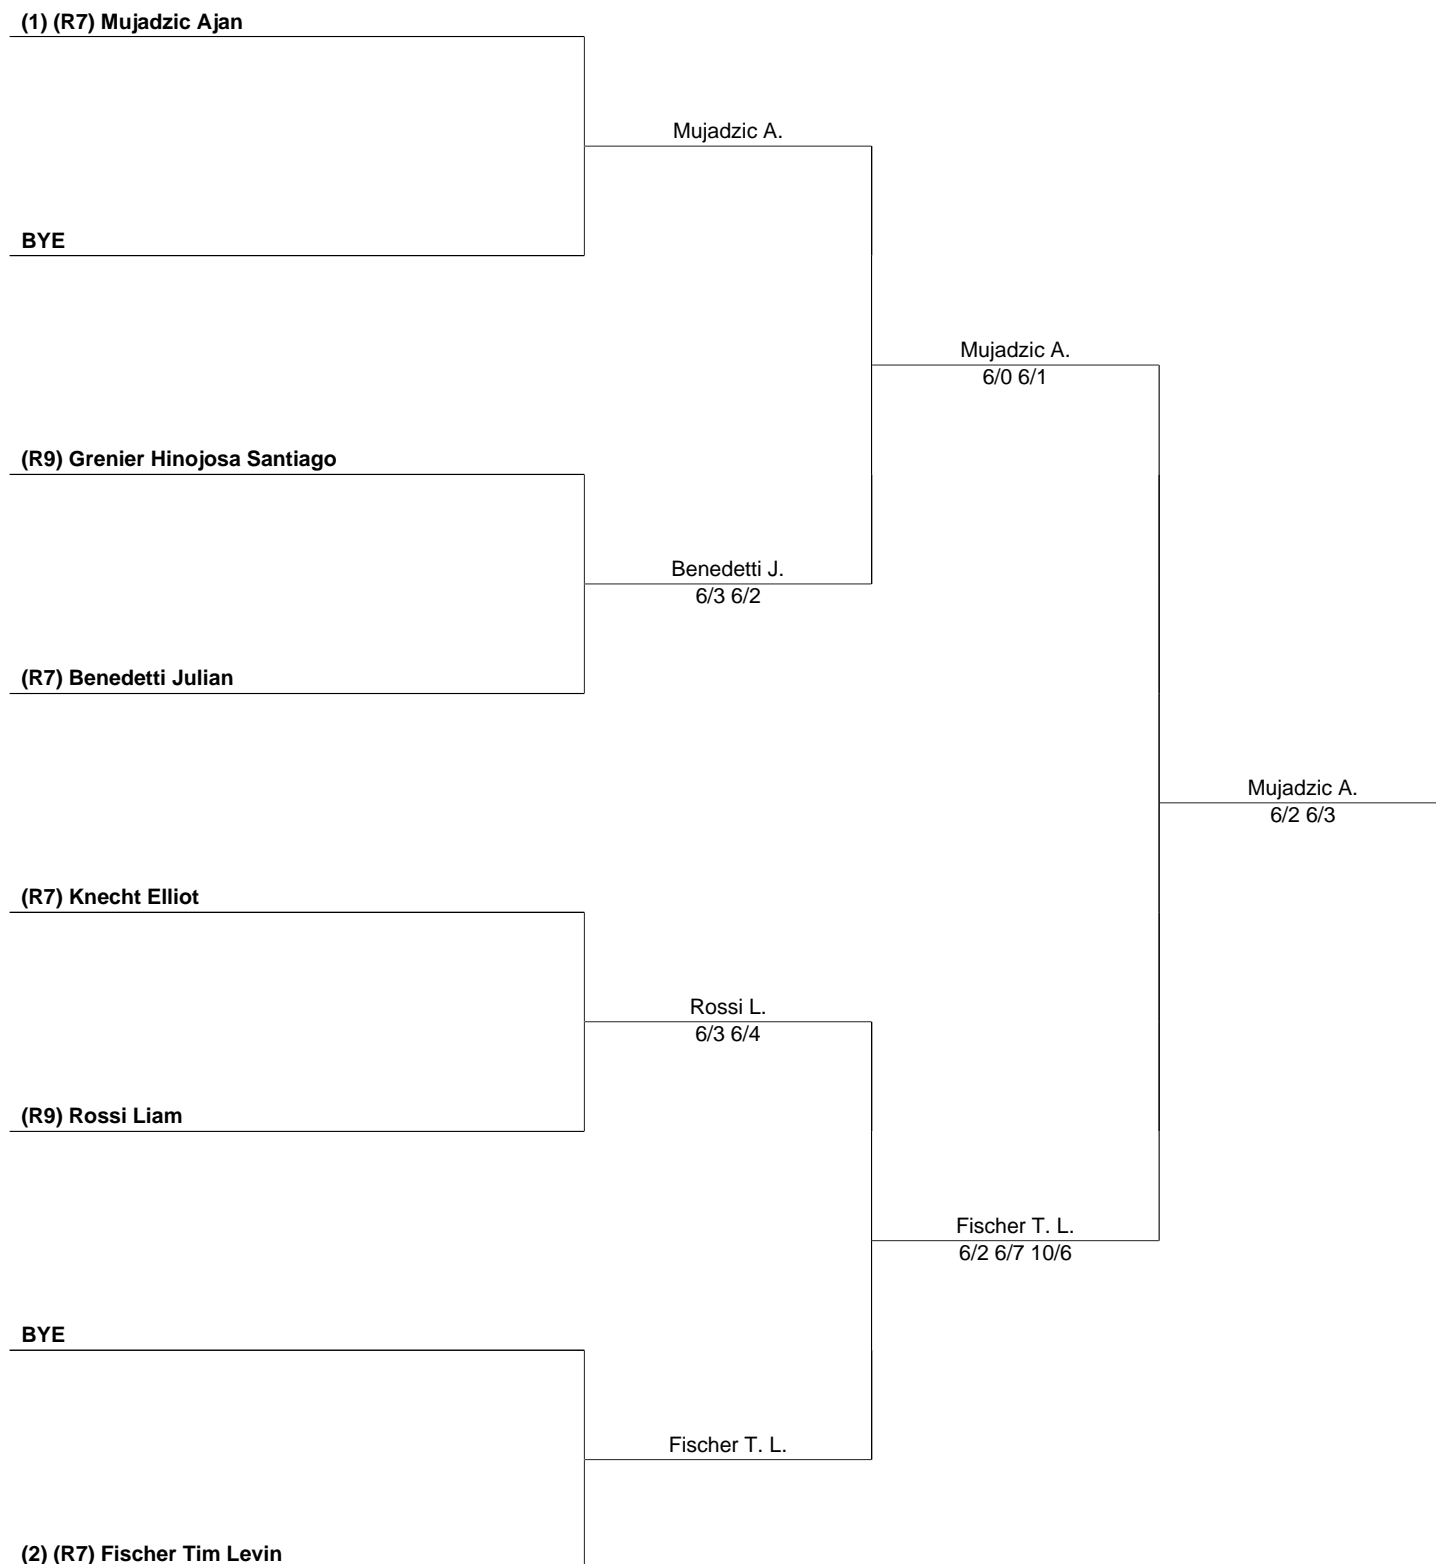 (1) (R7) Mujadzic Ajan
Mujadzic A.
BYE
Mujadzic A.
6/0 6/1
(R9) Grenier Hinojosa Santiago
Benedetti J.
6/3 6/2
(R7) Benedetti Julian
Mujadzic A.
6/2 6/3
(R7) Knecht Elliot
Rossi L.
6/3 6/4
(R9) Rossi Liam
Fischer T. L.
6/2 6/7 10/6
BYE
Fischer T. L.
(2) (R7) Fischer Tim Levin